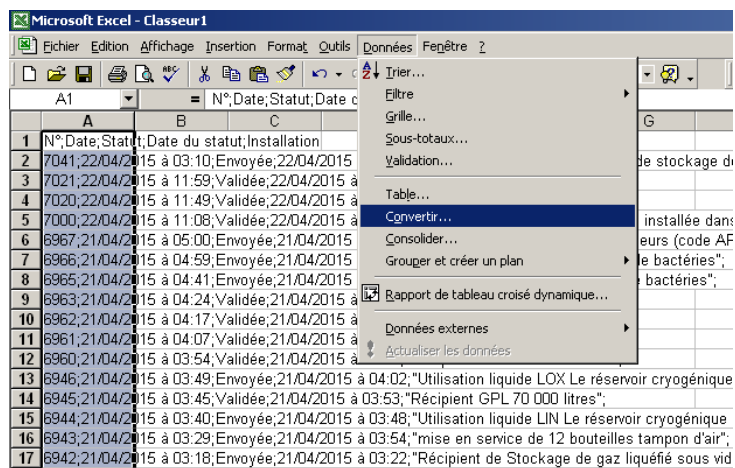 Microsoft Excel - Classeur1
Fichier Edition Affichage Insertion Format Outils Données Fenêtre ?
A1 = N°;Date;Statut;Date d
Trier...
Filtre
Grille...
Sous-totaux...
Validation...
Table...
Convertir...
Consolider...
Grouper et créer un plan
Rapport de tableau croisé dynamique...
Données externes
Actualiser les données
A B C G
1 N°;Date;Statut;Date du statut;Installation
2 7041;22/04/2015 à 03:10;Envoyée;22/04/2015 de stockage de
3 7021;22/04/2015 à 11:59;Validée;22/04/2015 à
4 7020;22/04/2015 à 11:49;Validée;22/04/2015 à
5 7000;22/04/2015 à 11:08;Validée;22/04/2015 à installée dans
6 6967;21/04/2015 à 05:00;Envoyée;21/04/2015 eurs (code AP
7 6966;21/04/2015 à 04:59;Envoyée;21/04/2015 le bactéries";
8 6965;21/04/2015 à 04:41;Envoyée;21/04/2015 bactéries";
9 6963;21/04/2015 à 04:24;Validée;21/04/2015 à
10 6962;21/04/2015 à 04:17;Validée;21/04/2015 à
11 6961;21/04/2015 à 04:07;Validée;21/04/2015 à
12 6960;21/04/2015 à 03:54;Validée;21/04/2015 à
13 6946;21/04/2015 à 03:49;Envoyée;21/04/2015 à 04:02;"Utilisation liquide LOX Le réservoir cryogénique
14 6945;21/04/2015 à 03:45;Validée;21/04/2015 à 03:53;"Récipient GPL 70 000 litres";
15 6944;21/04/2015 à 03:40;Envoyée;21/04/2015 à 03:48;"Utilisation liquide LIN Le réservoir cryogénique
16 6943;21/04/2015 à 03:29;Envoyée;21/04/2015 à 03:54;"mise en service de 12 bouteilles tampon d'air";
17 6942;21/04/2015 à 03:18;Envoyée;21/04/2015 à 03:22;"Récipient de Stockage de gaz liquéfié sous vid